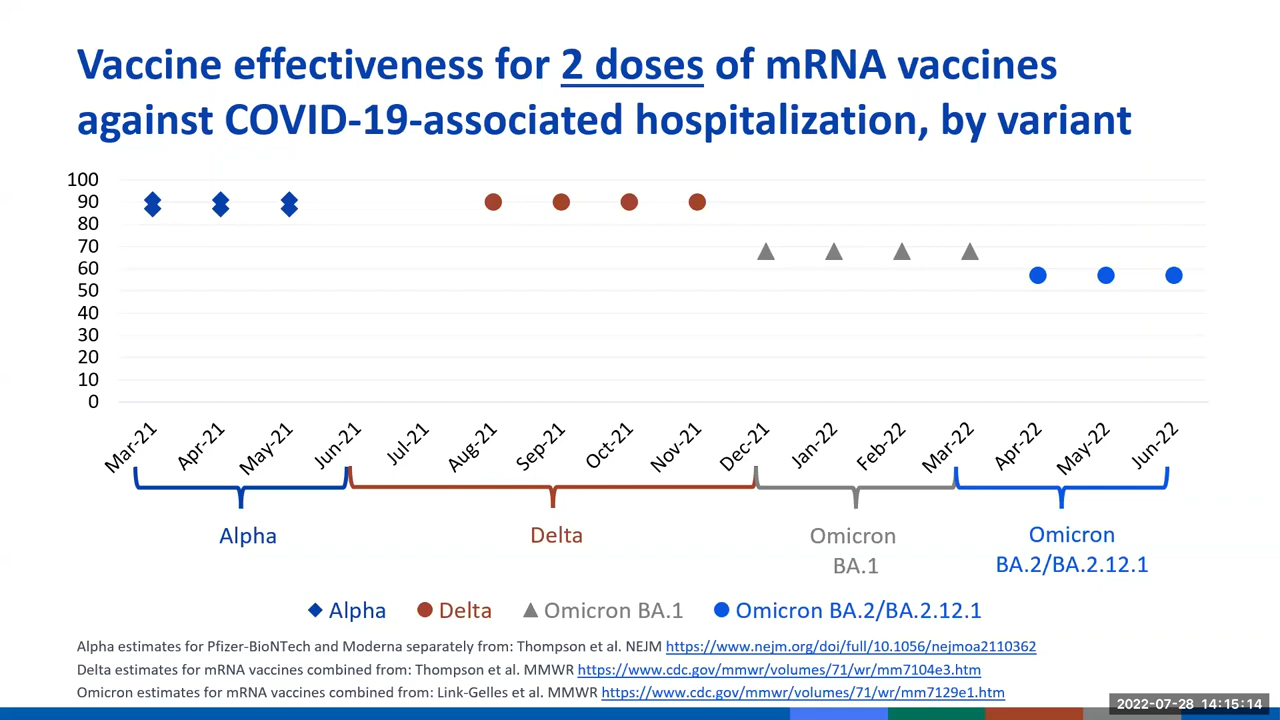 Vaccine effectiveness for 2 doses of mRNA vaccines
against COVID-19-associated hospitalization, by variant
100
90
80
70
60
50
40
30
20
10
0
Mar-21 Apr-21 May-21 Jun-21 Jul-21 Aug-21 Sep-21 Oct-21 Nov-21 Dec-21 Jan-22 Feb-22 Mar-22 Apr-22 May-22 Jun-22
Alpha Delta Omicron Omicron
BA.1 BA.2/BA.2.12.1
Alpha Delta Omicron BA.1 Omicron BA.2/BA.2.12.1
Alpha estimates for Pfizer-BioNTech and Moderna separately from: Thompson et al. NEJM https://www.nejm.org/doi/full/10.1056/nejmoa2110362
Delta estimates for mRNA vaccines combined from: Thompson et al. MMWR https://www.cdc.gov/mmwr/volumes/71/wr/mm7104e3.htm
Omicron estimates for mRNA vaccines combined from: Link-Gelles et al. MMWR https://www.cdc.gov/mmwr/volumes/71/wr/mm7129e1.htm
2022-07-28 14:15:14